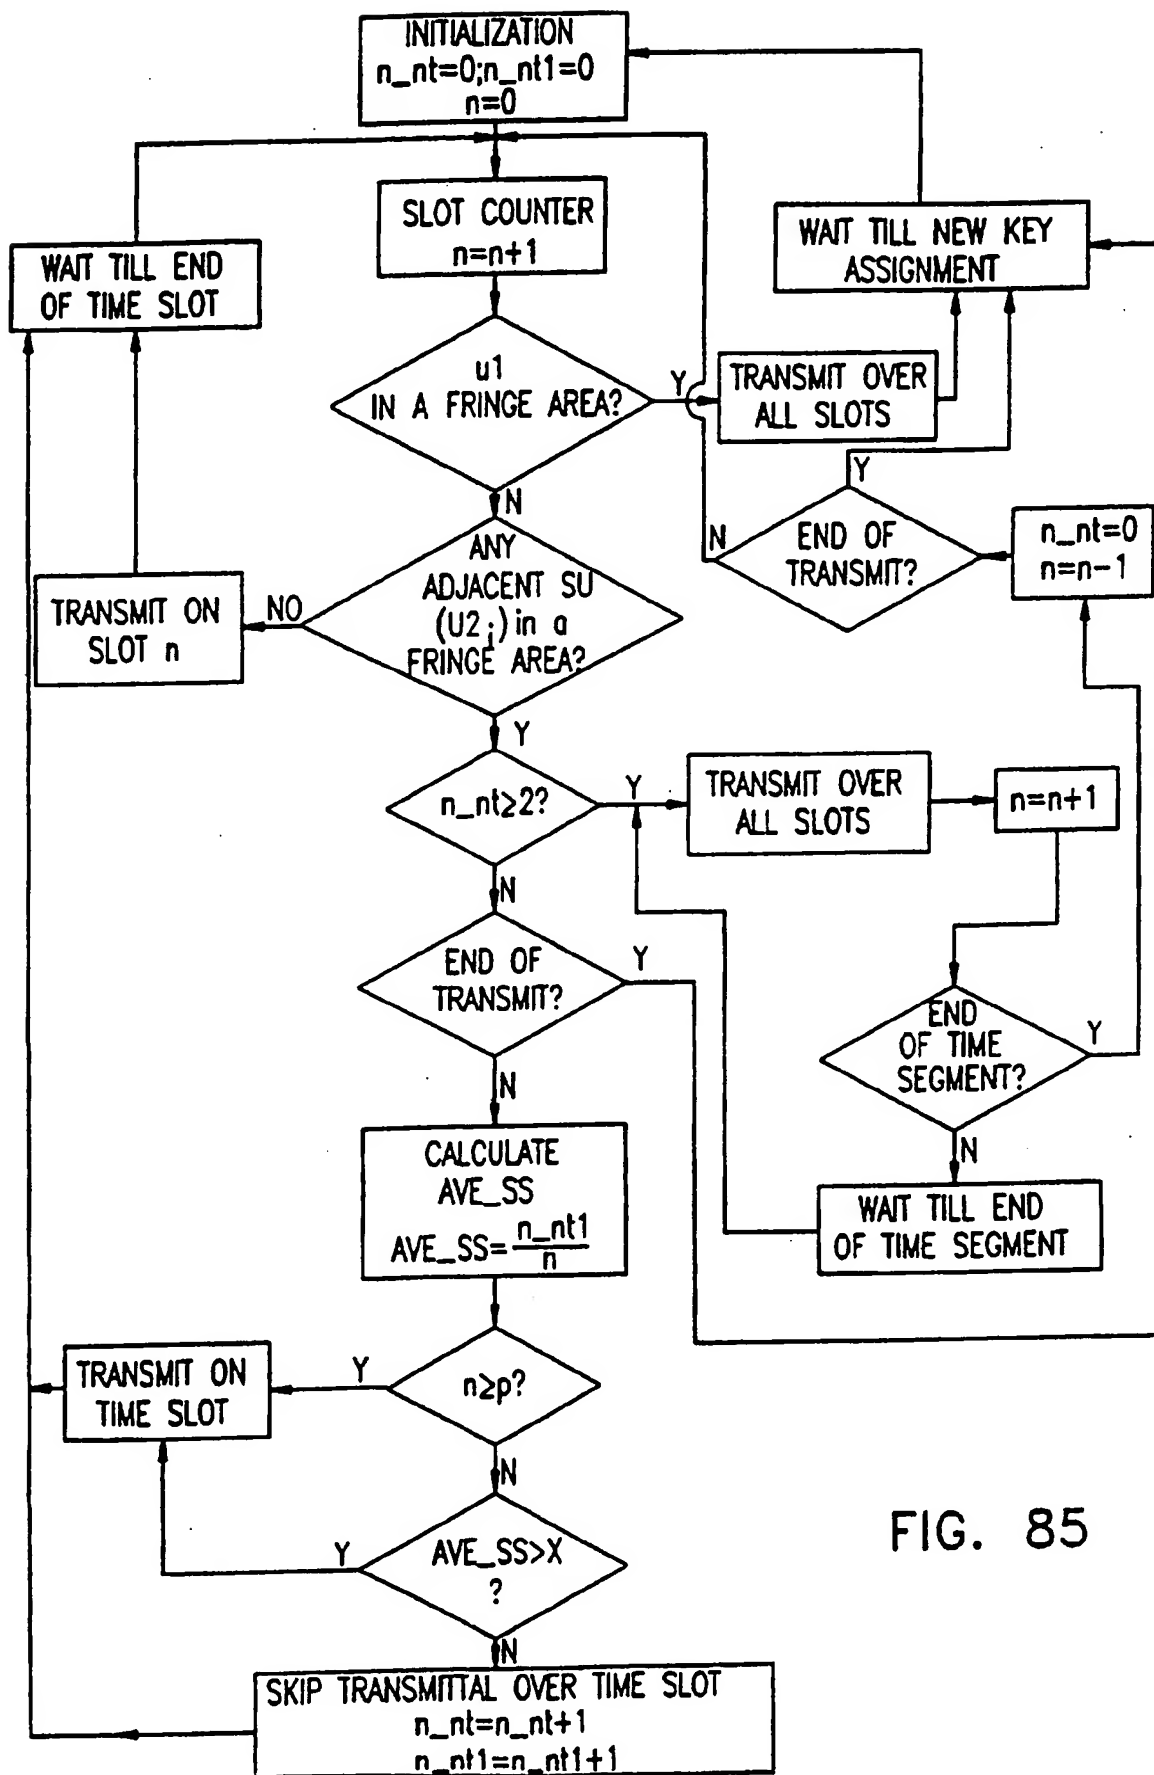 INITIALIZATION
n_nt=0;n_nt1=0
n=0
SLOT COUNTER
n=n+1
WAIT TILL NEW KEY
ASSIGNMENT
WAIT TILL END
OF TIME SLOT
u1
IN A FRINGE AREA?
Y
TRANSMIT OVER
ALL SLOTS
N
Y
ANY
ADJACENT SU
(U2 i) in a
FRINGE AREA?
N
END OF
TRANSMIT?
n_nt=0
n=n-1
TRANSMIT ON
SLOT n
NO
Y
n_nt≥2?
Y
TRANSMIT OVER
ALL SLOTS
n=n+1
N
END OF
TRANSMIT?
Y
END
OF TIME
SEGMENT?
Y
N
N
CALCULATE
AVE_SS
AVE_SS=n_nt1/n
WAIT TILL END
OF TIME SEGMENT
TRANSMIT ON
TIME SLOT
Y
n≥p?
N
Y
AVE_SS>X
?
N
SKIP TRANSMITTAL OVER TIME SLOT
n_nt=n_nt+1
n_nt1=n_nt1+1
FIG. 85